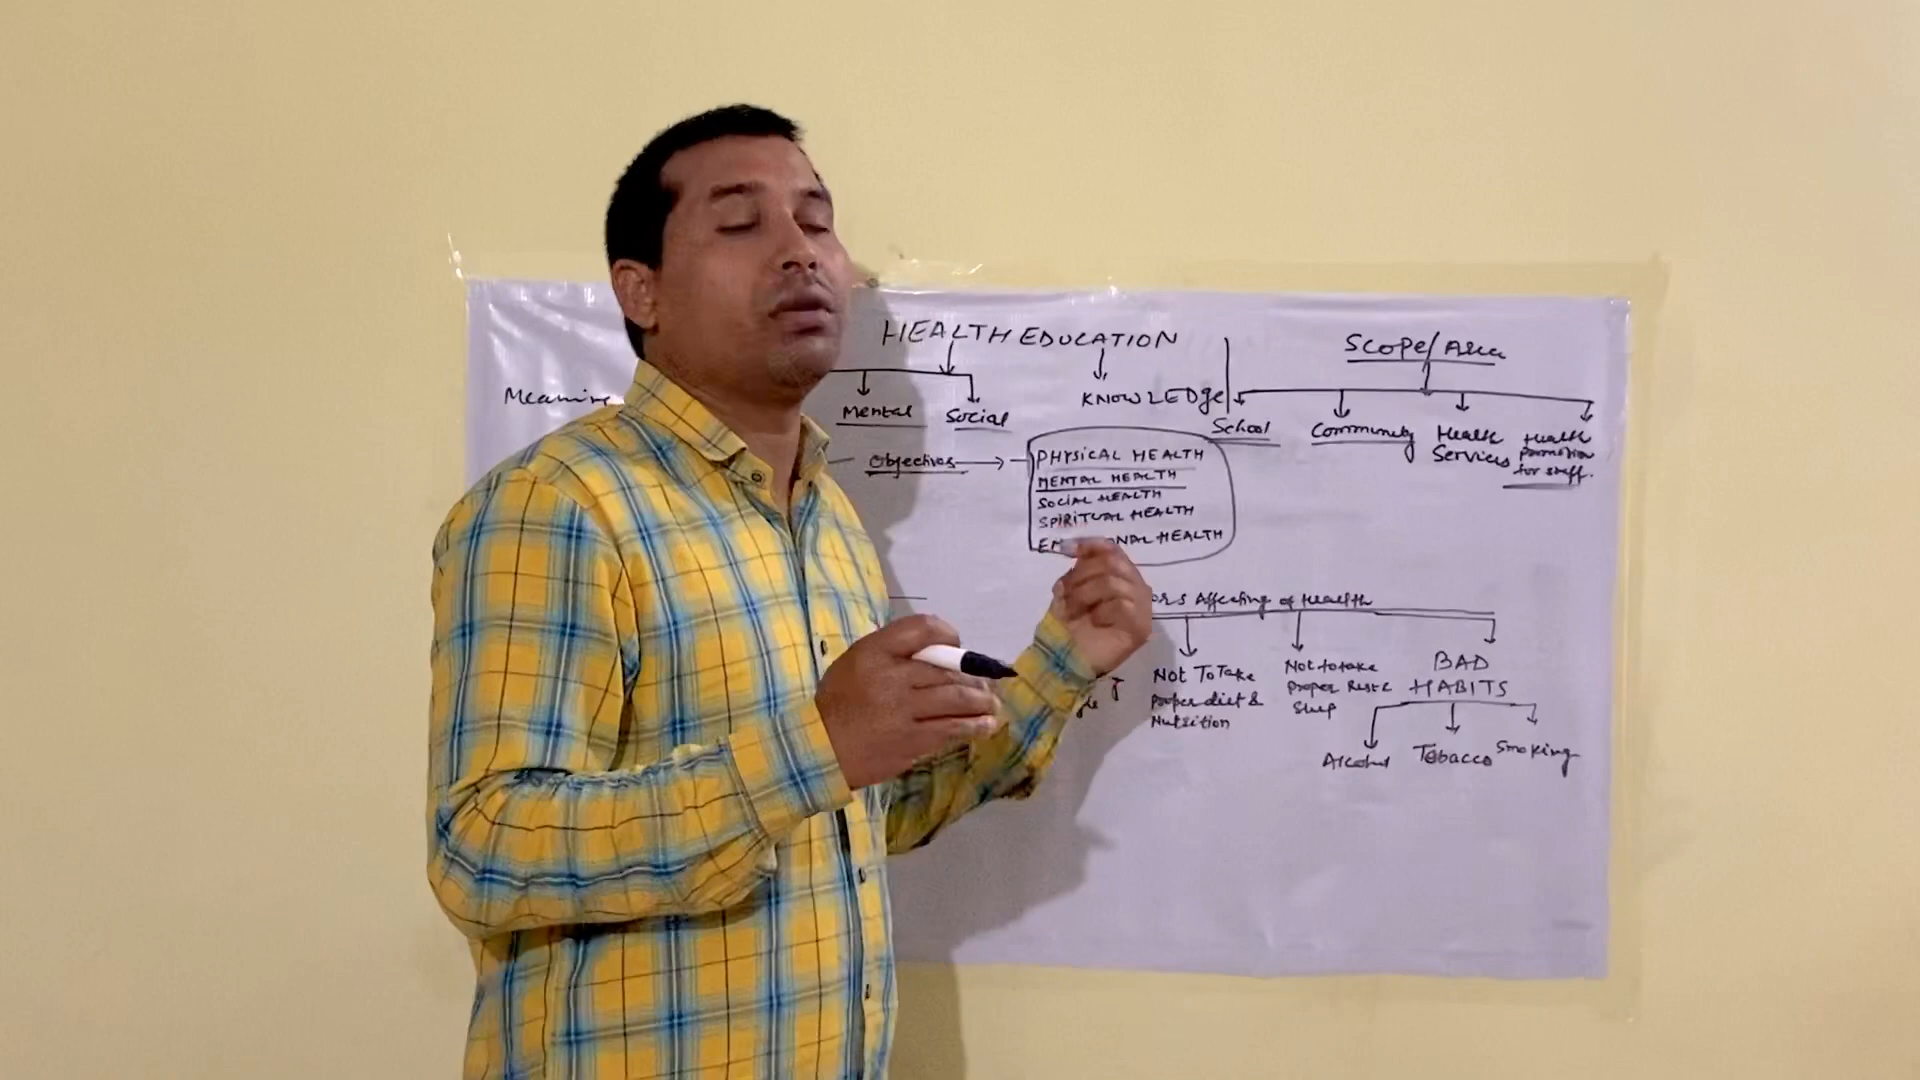 HEALTH EDUCATION
SCOPE/Area
Meaning
Mental
Social
KNOWLEDGE
School
Community
Health
Services
Health
promotion
for staff.
Objectives
PHYSICAL HEALTH
MENTAL HEALTH
SOCIAL HEALTH
SPIRITUAL HEALTH
HEALTH
Affecting of Health
Not To Take
proper diet &
Nutrition
Not to take
proper Rest &
Sleep
BAD
HABITS
Alcohol
Tobacco
Smoking